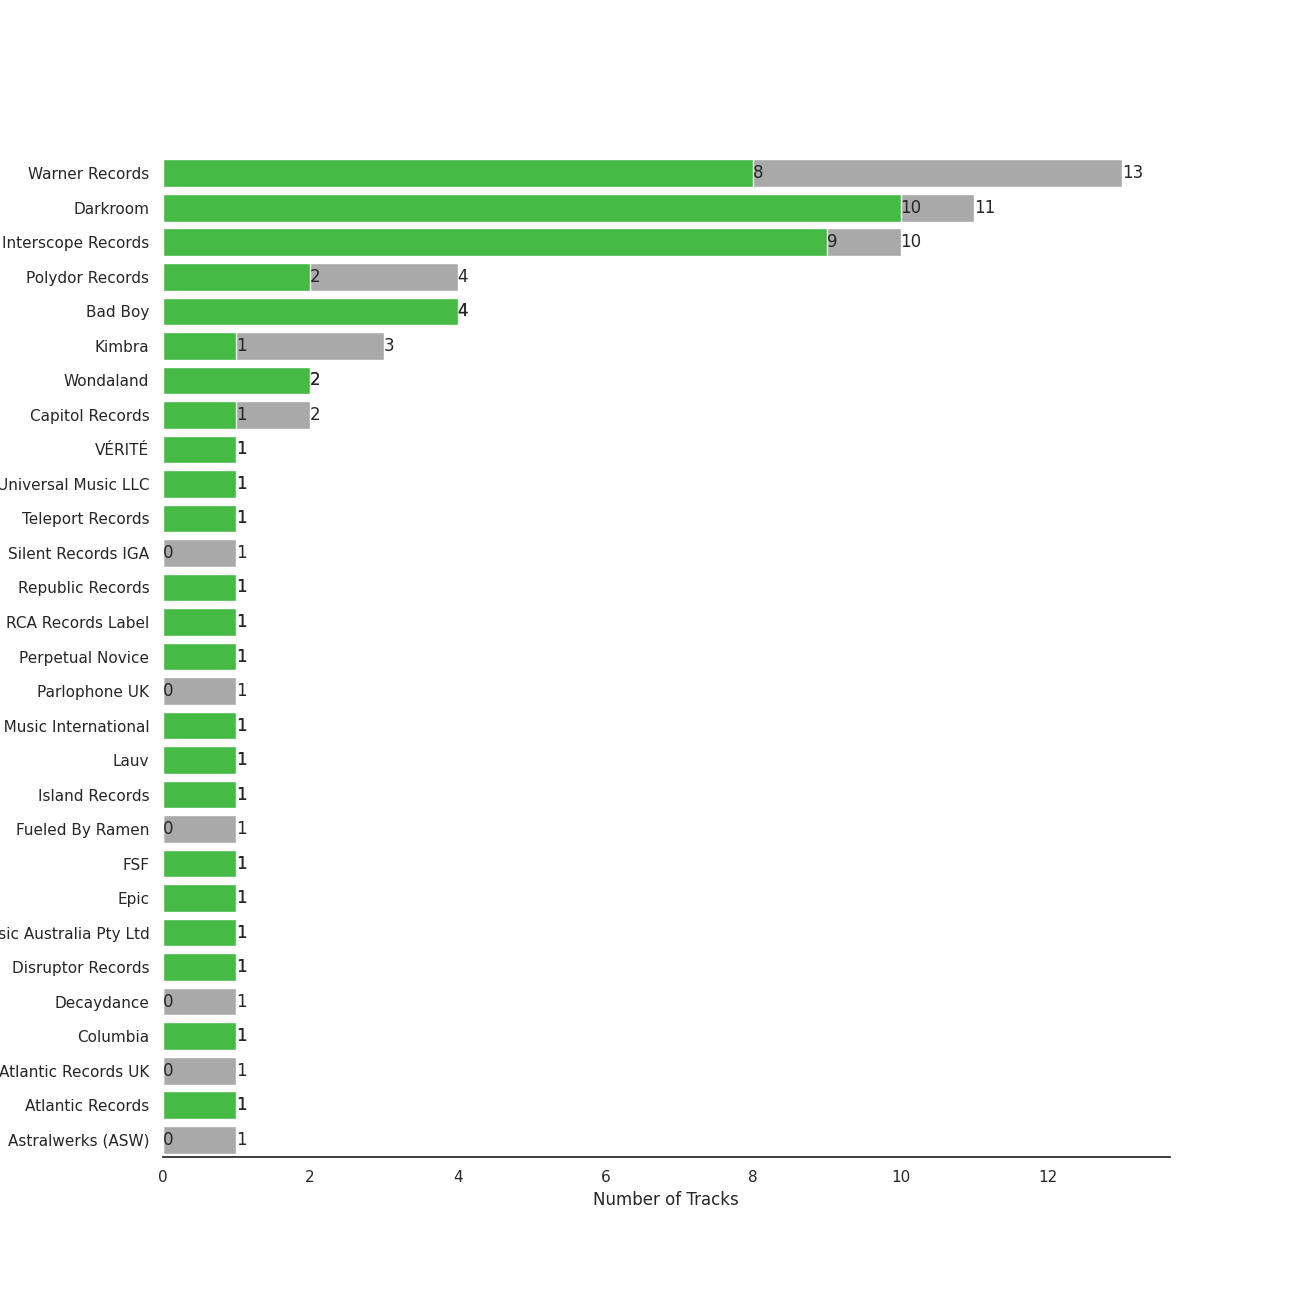 Warner Records 8 13
Darkroom 10 11
Interscope Records 9 10
Polydor Records 2 4
Bad Boy 4
Kimbra 1 3
Wondaland 2
Capitol Records 1 2
VÉRITÉ 1
Universal Music LLC 1
Teleport Records 1
Silent Records IGA 0 1
Republic Records 1
RCA Records Label 1
Perpetual Novice 1
Parlophone UK 0 1
Music International 1
Lauv 1
Island Records 1
Fueled By Ramen 0 1
FSF 1
Epic 1
sic Australia Pty Ltd 1
Disruptor Records 1
Decaydance 0 1
Columbia 1
Atlantic Records UK 0 1
Atlantic Records 1
Astralwerks (ASW) 0 1
0 2 4 6 8 10 12
Number of Tracks